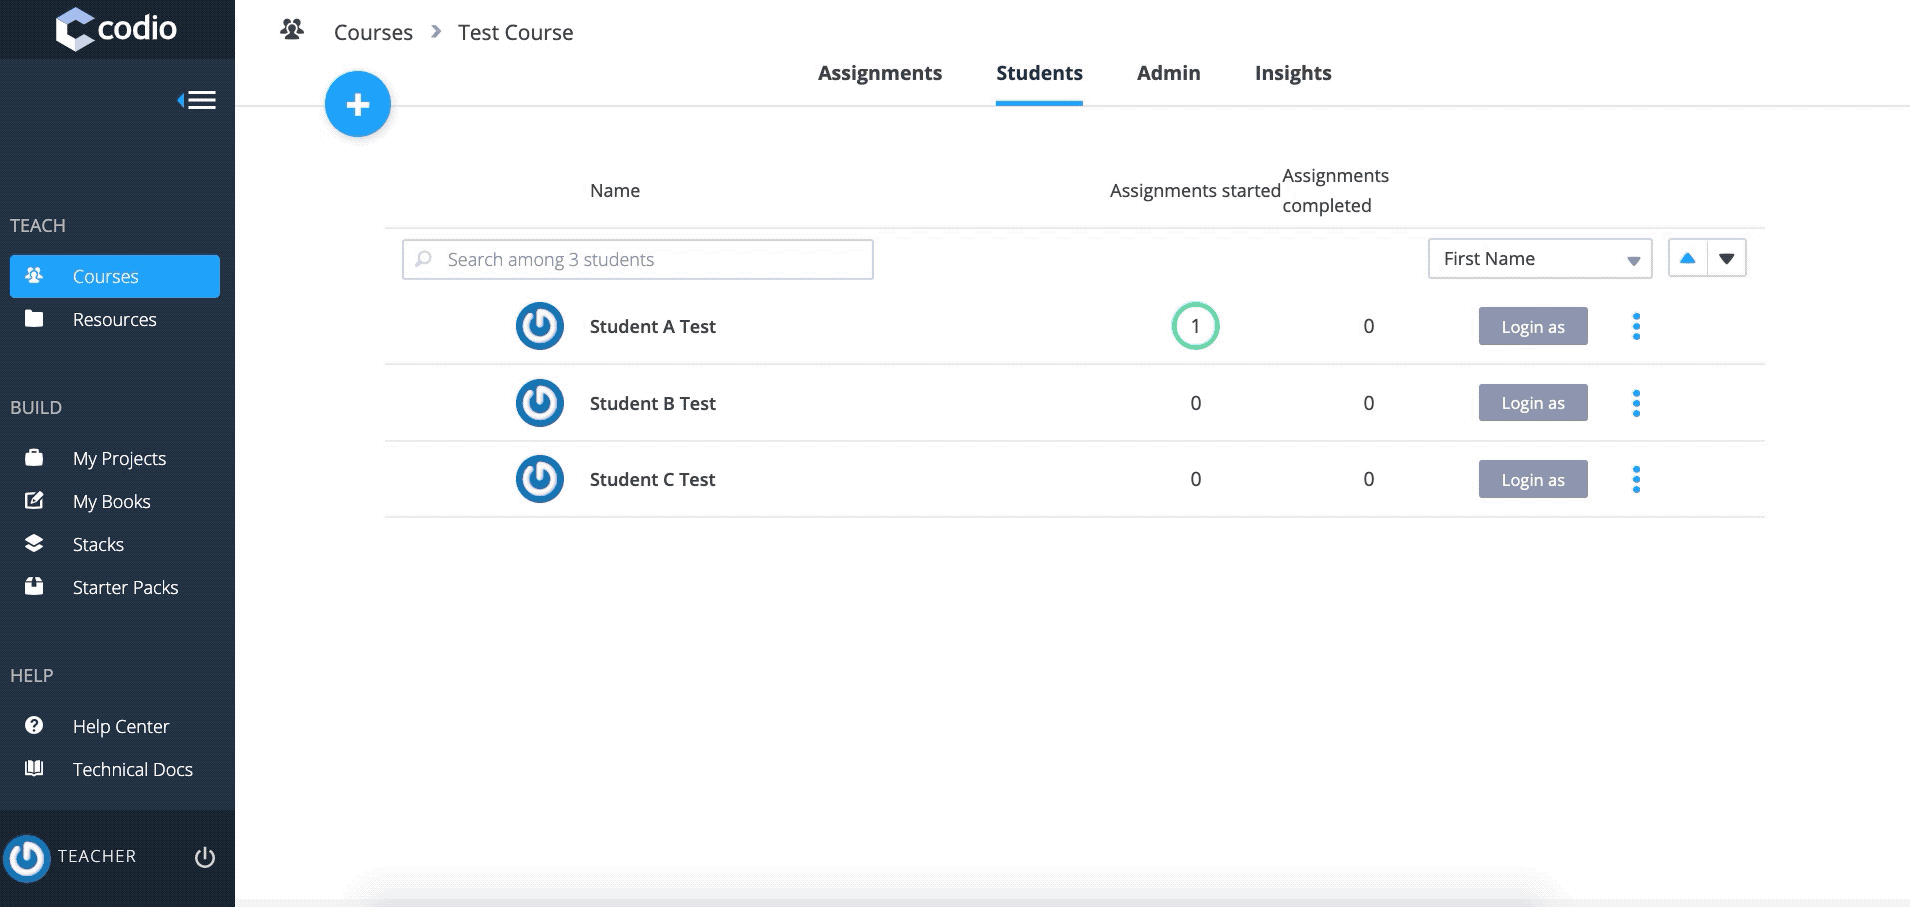 codio
Courses > Test Course
Assignments Students Admin Insights
TEACH
Courses
Resources
BUILD
My Projects
My Books
Stacks
Starter Packs
HELP
Help Center
Technical Docs
TEACHER
Name Assignments started Assignments
completed
Search among 3 students First Name
Student A Test 1 0 Login as
Student B Test 0 0 Login as
Student C Test 0 0 Login as